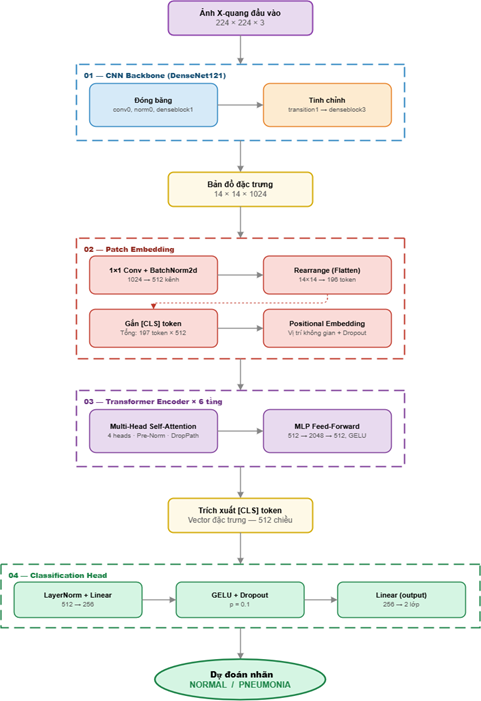 Ảnh X-quang đầu vào
224 × 224 × 3
01 — CNN Backbone (DenseNet121)
Đóng băng
conv0, norm0, denseblock1
Tinh chỉnh
transition1 → denseblock3
Bản đồ đặc trưng
14 × 14 × 1024
02 — Patch Embedding
1×1 Conv + BatchNorm2d
1024 → 512 kênh
Rearrange (Flatten)
14×14 → 196 token
Gắn [CLS] token
Tổng: 197 token × 512
Positional Embedding
Vị trí không gian + Dropout
03 — Transformer Encoder × 6 tầng
Multi-Head Self-Attention
4 heads · Pre-Norm · DropPath
MLP Feed-Forward
512 → 2048 → 512, GELU
Trích xuất [CLS] token
Vector đặc trưng — 512 chiều
04 — Classification Head
LayerNorm + Linear
512 → 256
GELU + Dropout
p = 0.1
Linear (output)
256 → 2 lớp
Dự đoán nhãn
NORMAL / PNEUMONIA